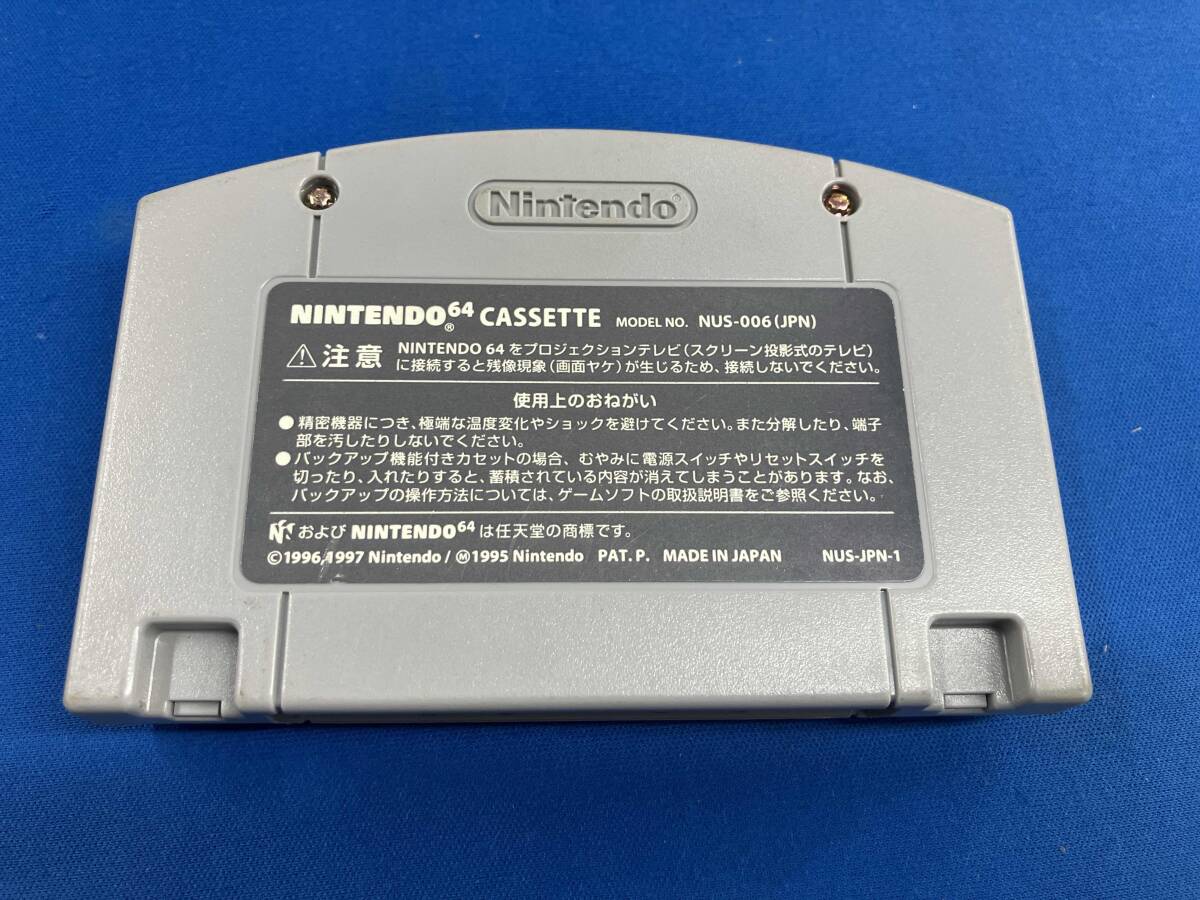 Nintendo®
NINTENDO64® CASSETTE MODEL NO. NUS-006(JPN)
注意 NINTENDO 64をプロジェクションテレビ(スクリーン投影式のテレビ)
に接続すると残像現象(画面ヤケ)が生じるため、接続しないでください。
使用上のおねがい
●精密機器につき、極端な温度変化やショックを避けてください。また分解したり、端子
部を汚したりしないでください。
●バックアップ機能付きカセットの場合、むやみに電源スイッチやリセットスイッチを
切ったり、入れたりすると、蓄積されている内容が消えてしまうことがあります。なお、
バックアップの操作方法については、ゲームソフトの取扱説明書をご参照ください。
および NINTENDO64 は任天堂の商標です。
©1996,1997 Nintendo/Ⓜ1995 Nintendo PAT.P. MADE IN JAPAN NUS-JPN-1